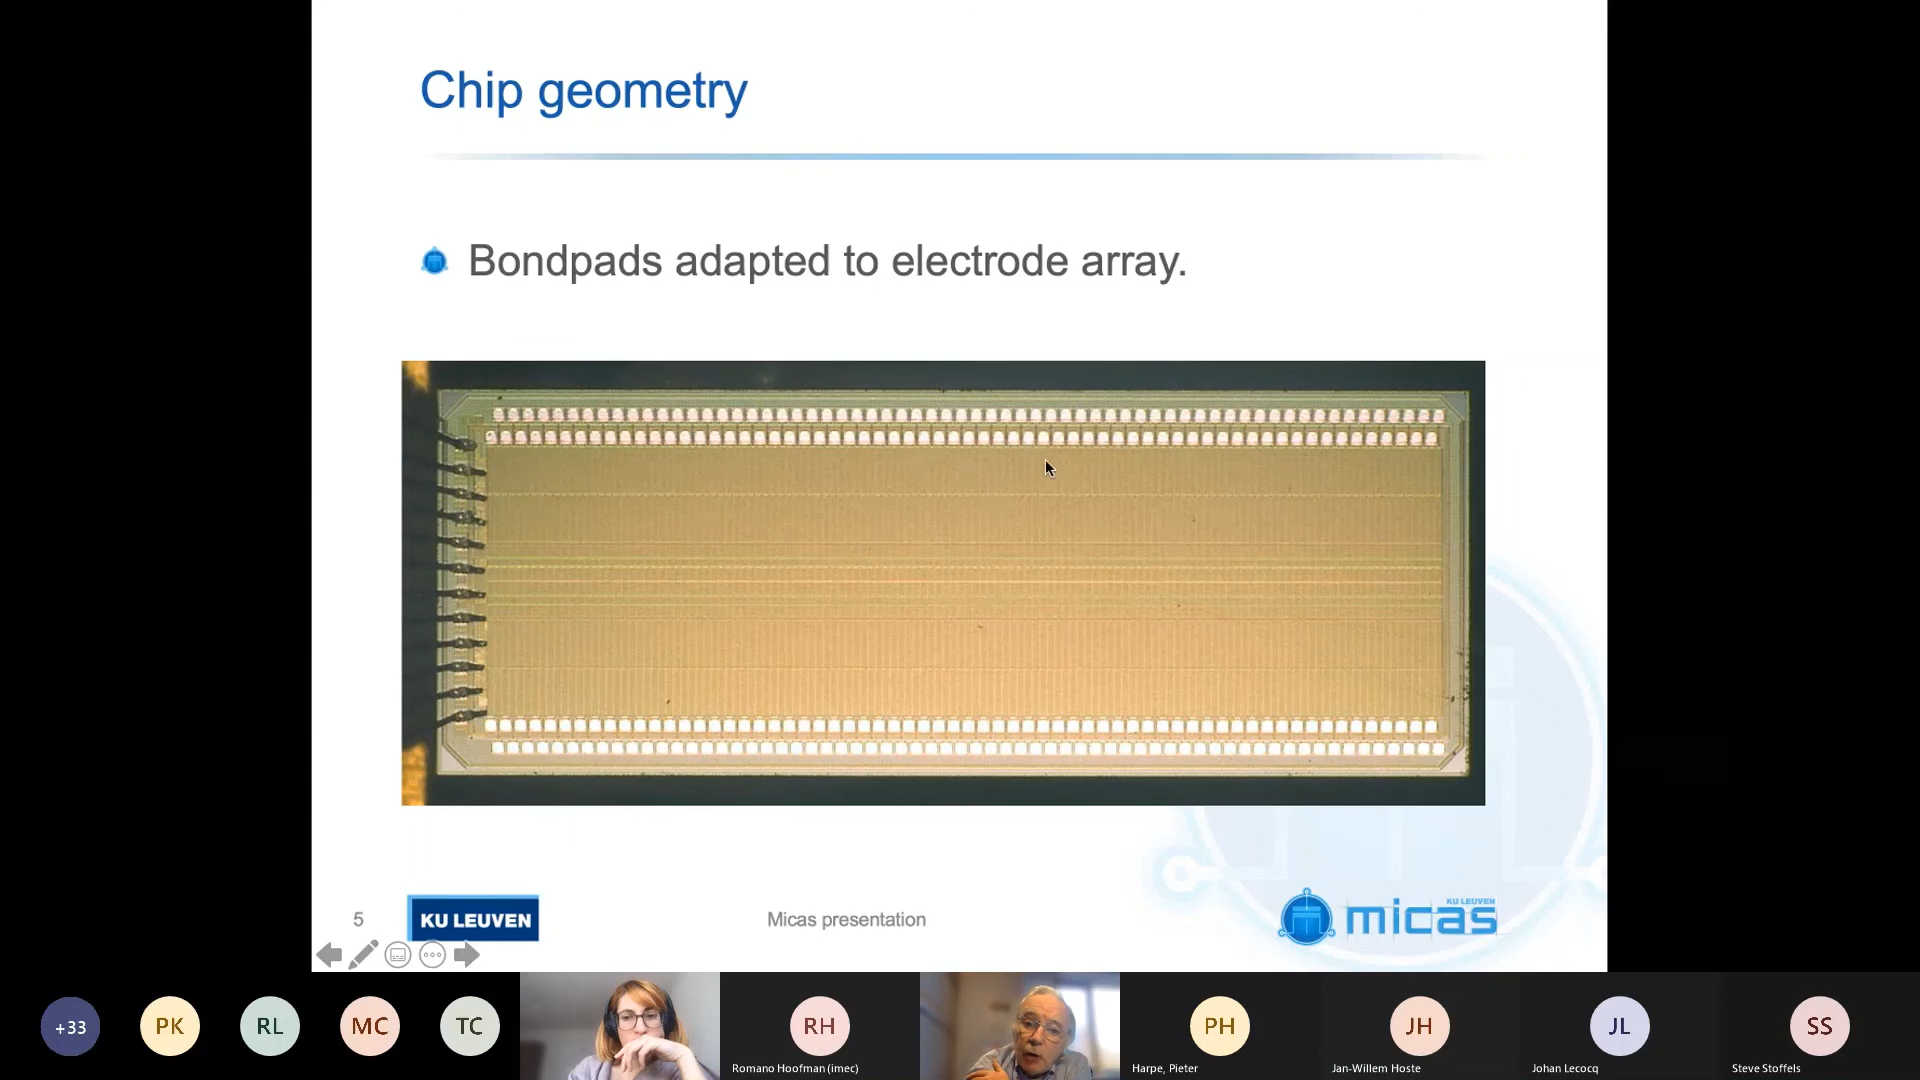 Chip geometry
Bondpads adapted to electrode array.
5
KU LEUVEN
Micas presentation
KU LEUVEN
micas
+33
PK
RL
MC
TC
RH
Romano Hoofman (imec)
PH
Harpe, Pieter
JH
Jan-Willem Hoste
JL
Johan Lecocq
SS
Steve Stoffels